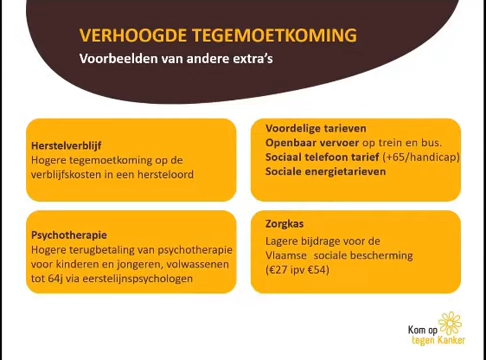 VERHOOGDE TEGEMOETKOMING
Voorbeelden van andere extra's
Herstelverblijf
Hogere tegemoetkoming op de
verblijfskosten in een hersteloord
Voordelige tarieven
Openbaar vervoer op trein en bus.
Sociaal telefoon tarief (+65/handicap)
Sociale energietarieven
Psychotherapie
Hogere terugbetaling van psychotherapie
voor kinderen en jongeren, volwassenen
tot 64j via eerstelijnspsychologen
Zorgkas
Lagere bijdrage voor de
Vlaamse sociale bescherming
(€27 ipv €54)
Kom op
tegen Kanker